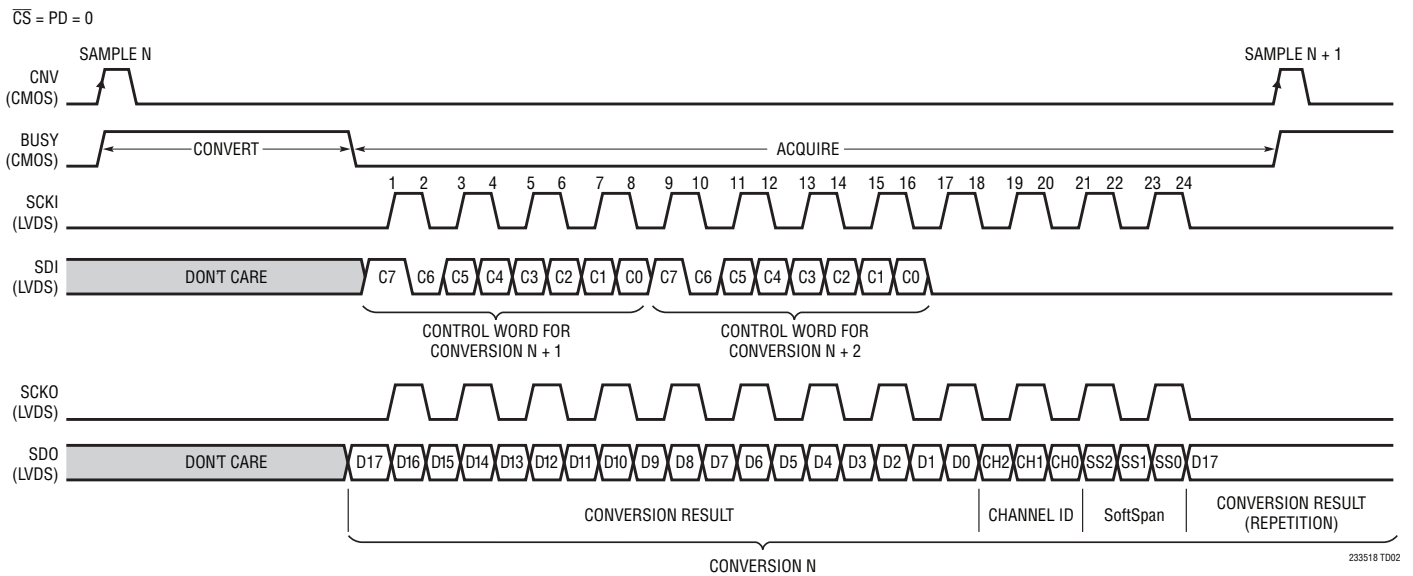 CS = PD = 0
SAMPLE N
SAMPLE N + 1
CNV
(CMOS)
BUSY
(CMOS)
CONVERT
ACQUIRE
1 2 3 4 5 6 7 8 9 10 11 12 13 14 15 16 17 18 19 20 21 22 23 24
SCKI
(LVDS)
SDI
(LVDS)
DON'T CARE
C7 C6 C5 C4 C3 C2 C1 C0 C7 C6 C5 C4 C3 C2 C1 C0
CONTROL WORD FOR
CONVERSION N + 1
CONTROL WORD FOR
CONVERSION N + 2
SCKO
(LVDS)
SDO
(LVDS)
DON'T CARE
D17 D16 D15 D14 D13 D12 D11 D10 D9 D8 D7 D6 D5 D4 D3 D2 D1 D0 CH2 CH1 CH0 SS2 SS1 SS0 D17
CONVERSION RESULT
CHANNEL ID
SoftSpan
CONVERSION RESULT
(REPETITION)
CONVERSION N
233518 TD02